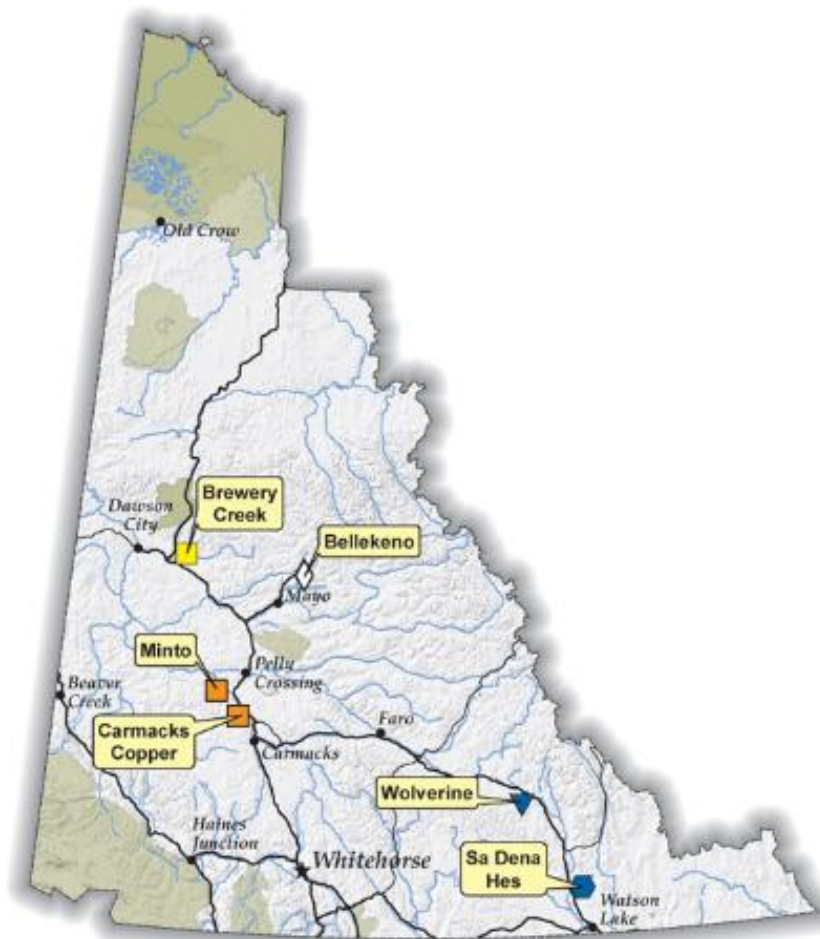 Old Crow
Brewery
Creek
Dawson
City
Bellekeno
Mayo
Minto
Pelly
Crossing
Beaver
Creek
Carmacks
Copper
Faro
Carmacks
Wolverine
Haines
Junction
Whitehorse
Sa Dena
Hes
Watson
Lake